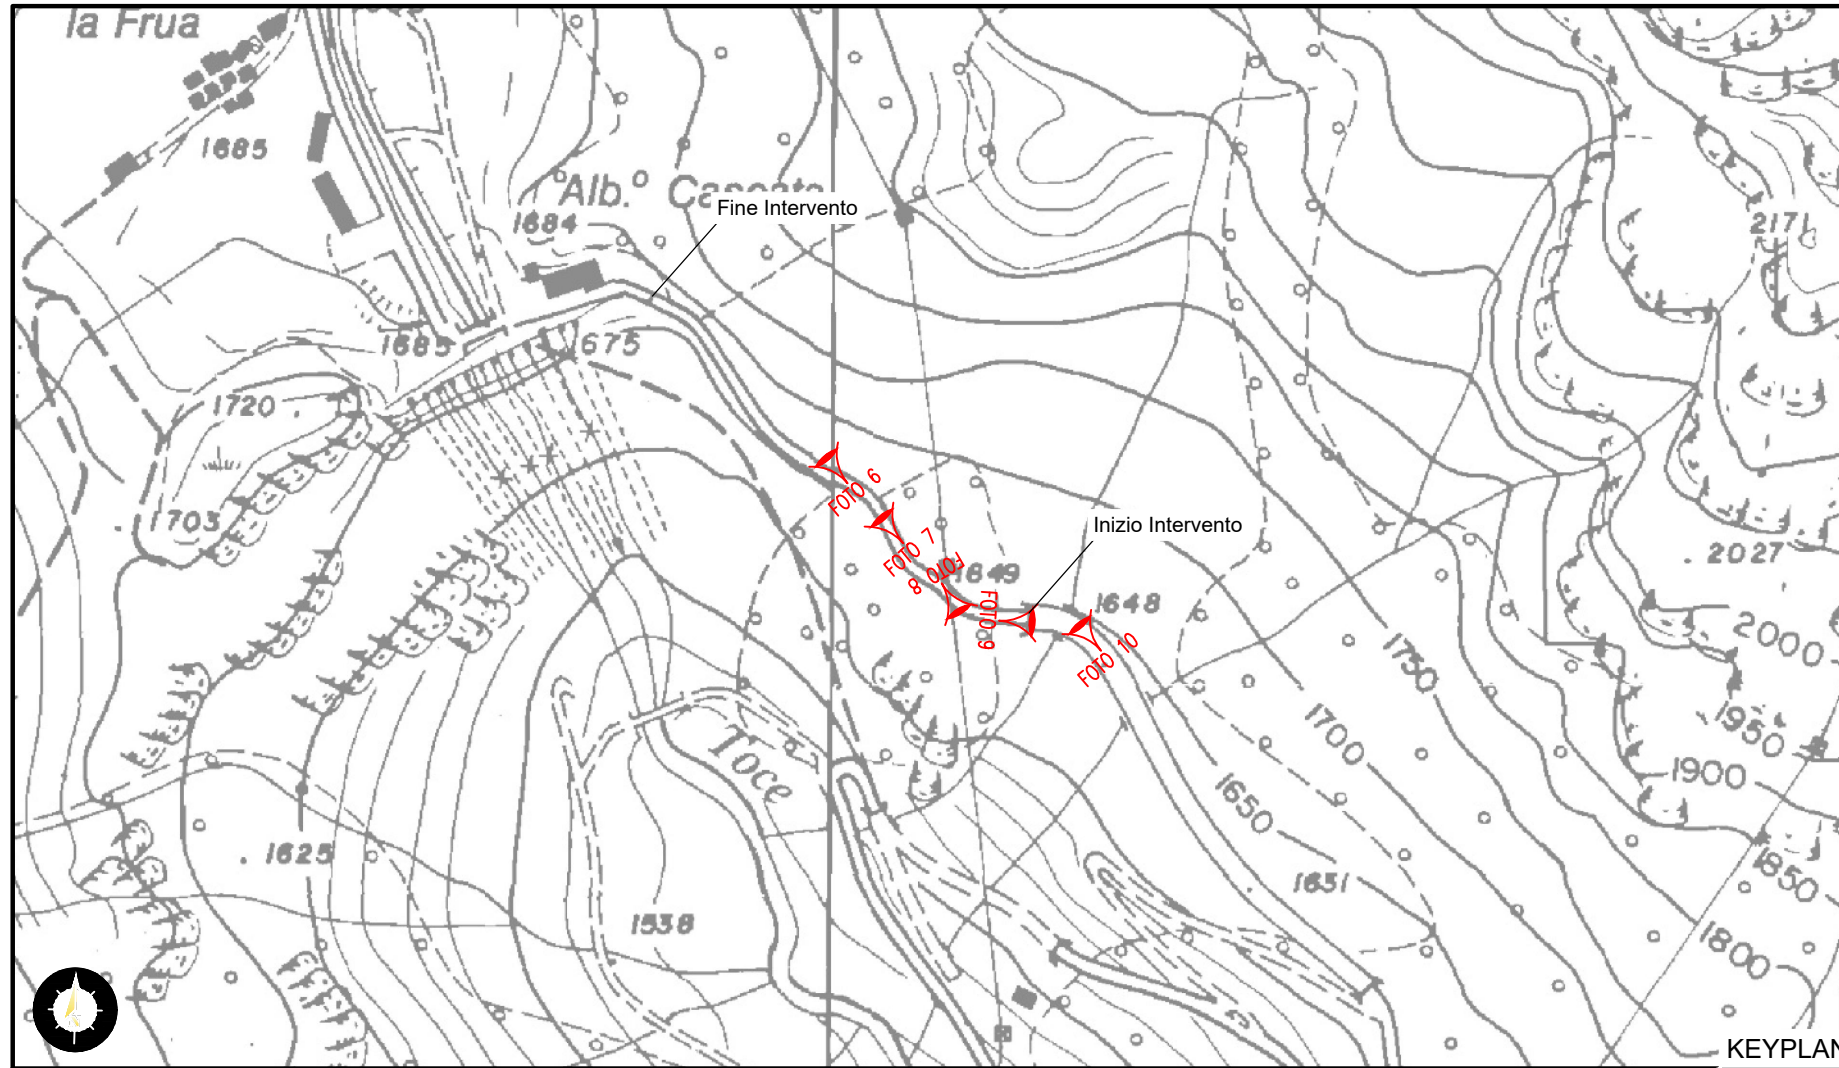 la Frua
1685
Alb.º Cascata
Fine Intervento
1684
2171
1685
675
1720
1703
FOTO 6
Inizio Intervento
FOTO 7
FOTO 8
1649
2027
FOTO 9
1648
FOTO 10
2000
1750
1950
1700
Toce
1900
1650
1625
1631
1850
1538
1800
KEYPLAN